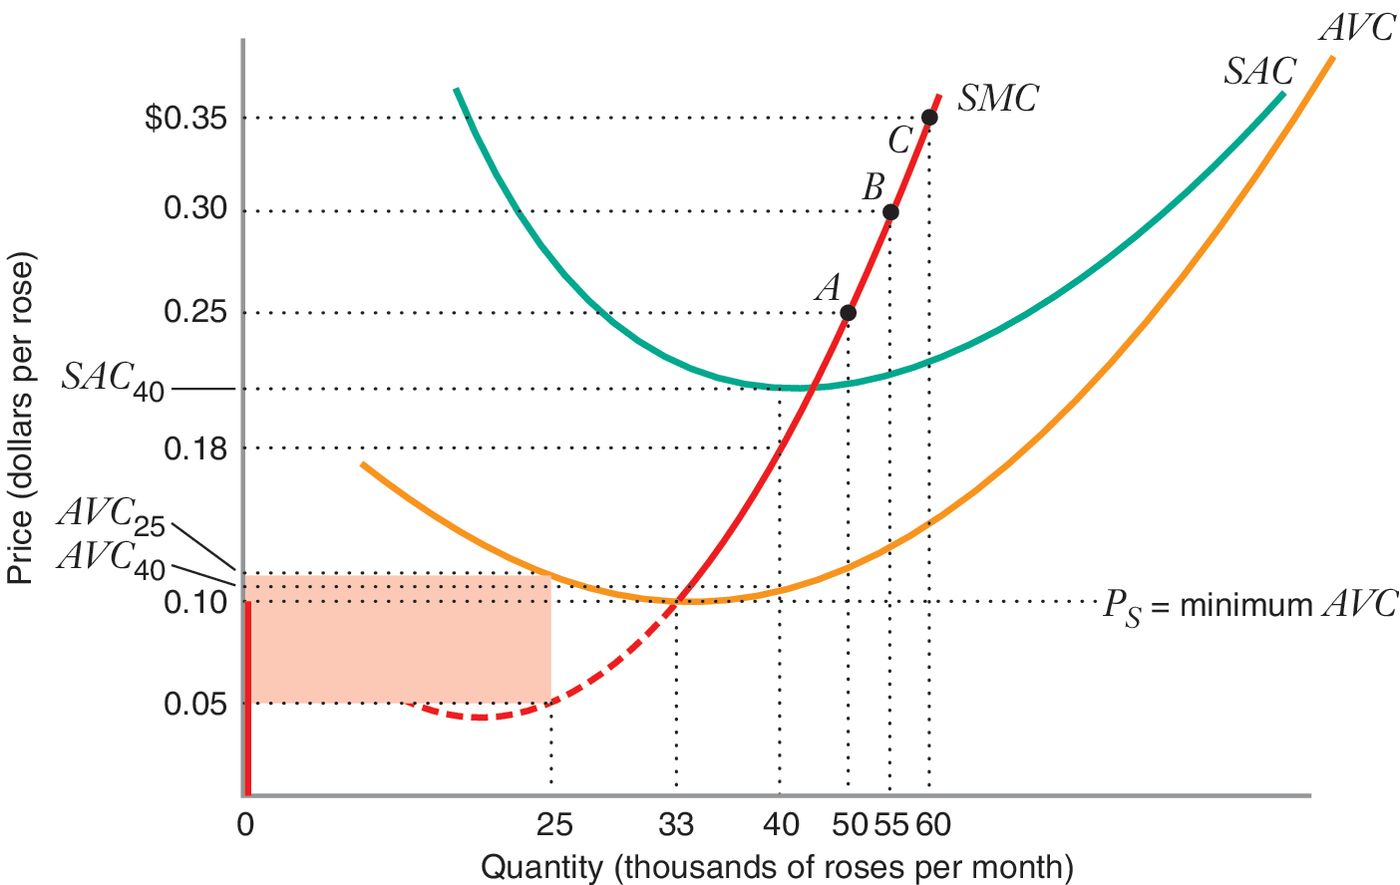 AVC
SAC
SMC
$0.35
C
0.30
B
0.25
A
SAC40
0.18
AVC25
AVC40
0.10
PS = minimum AVC
0.05
0
25
33
40
50
55
60
Price (dollars per rose)
Quantity (thousands of roses per month)